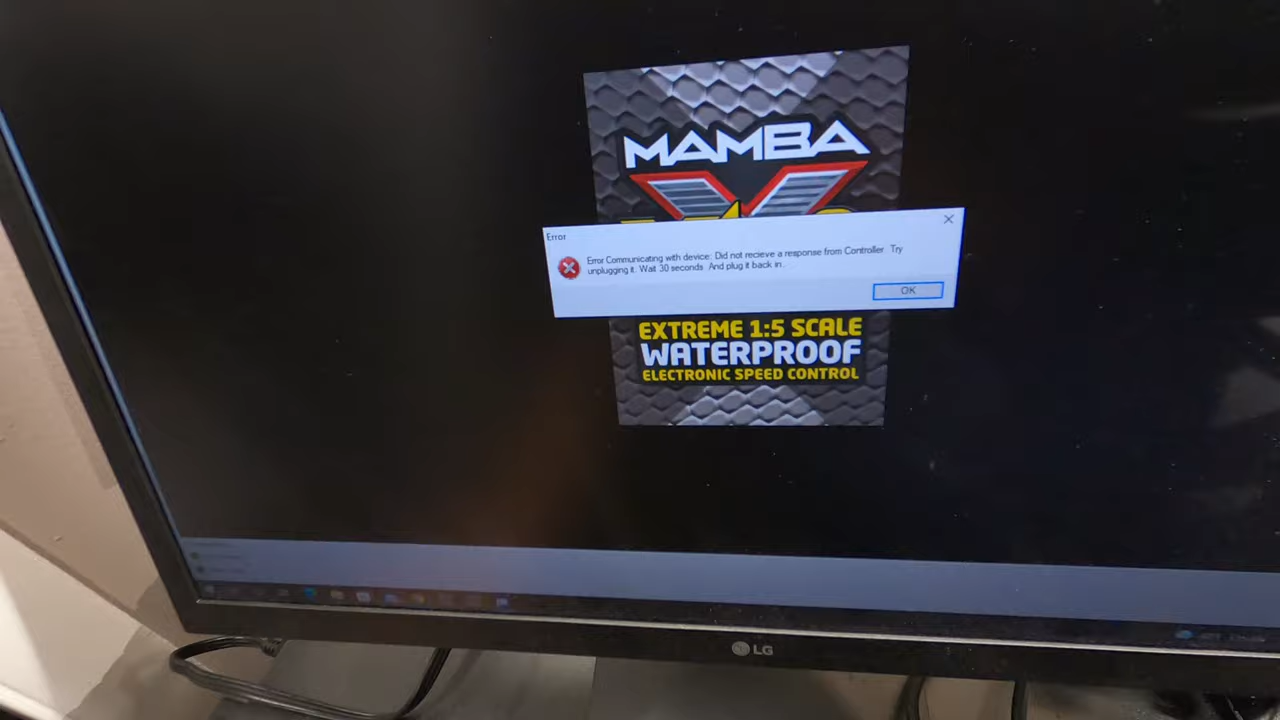 MAMBA
X
Error
Error Communicating with device: Did not recieve a response from Controller Try
unplugging it. Wait 30 seconds And plug it back in.
OK
EXTREME 1:5 SCALE
WATERPROOF
ELECTRONIC SPEED CONTROL
LG